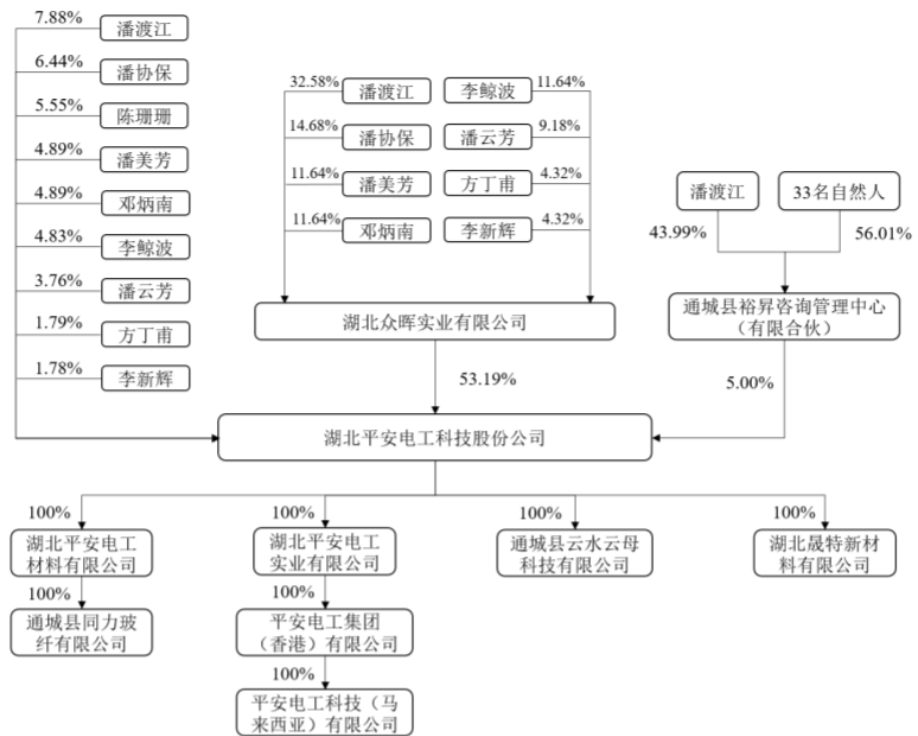 7.88%
潘渡江
6.44%
潘协保
5.55%
陈珊珊
4.89%
潘美芳
4.89%
邓炳南
4.83%
李鲸波
3.76%
潘云芳
1.79%
方丁甫
1.78%
李新辉
32.58%
潘渡江
李鲸波
11.64%
14.68%
潘协保
潘云芳
9.18%
11.64%
潘美芳
方丁甫
4.32%
11.64%
邓炳南
李新辉
4.32%
潘渡江
33名自然人
43.99%
56.01%
湖北众晖实业有限公司
通城县裕昇咨询管理中心
（有限合伙）
53.19%
5.00%
湖北平安电工科技股份公司
100%
100%
100%
100%
湖北平安电工
材料有限公司
湖北平安电工
实业有限公司
通城县云水云母
科技有限公司
湖北晟特新材
料有限公司
100%
100%
通城县同力玻
纤有限公司
平安电工集团
（香港）有限公司
100%
平安电工科技（马
来西亚）有限公司